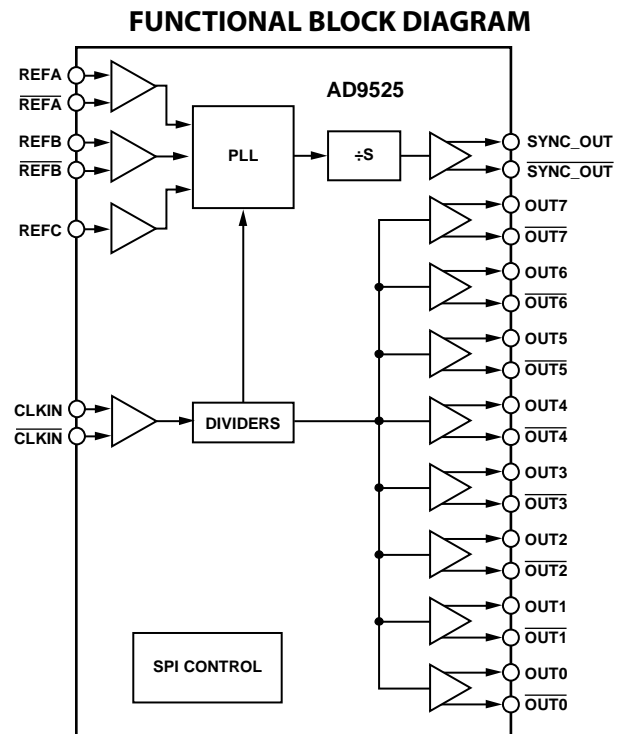 FUNCTIONAL BLOCK DIAGRAM
AD9525
REFA
REFA
REFB
REFB
REFC
PLL
÷S
SYNC_OUT
SYNC_OUT
OUT7
OUT7
OUT6
OUT6
OUT5
OUT5
CLKIN
CLKIN
DIVIDERS
OUT4
OUT4
OUT3
OUT3
OUT2
OUT2
OUT1
OUT1
SPI CONTROL
OUT0
OUT0